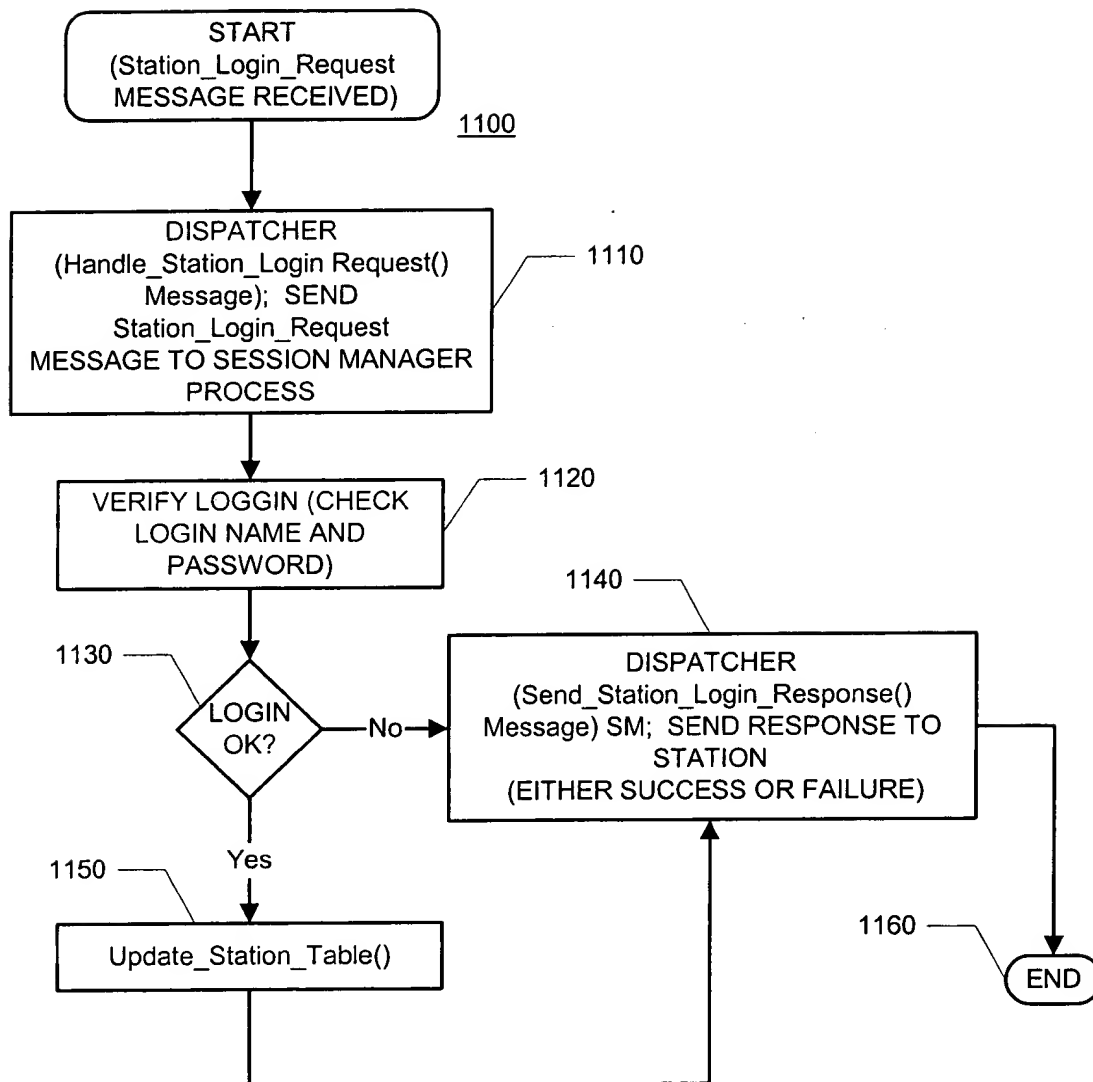 START
(Station_Login_Request
MESSAGE RECEIVED)
1100
DISPATCHER
(Handle_Station_Login Request()
Message);  SEND
Station_Login_Request
MESSAGE TO SESSION MANAGER
PROCESS
1110
VERIFY LOGGIN (CHECK
LOGIN NAME AND
PASSWORD)
1120
1130
LOGIN
OK?
No
1140
DISPATCHER
(Send_Station_Login_Response()
Message) SM;  SEND RESPONSE TO
STATION
(EITHER SUCCESS OR FAILURE)
Yes
1150
Update_Station_Table()
1160
END